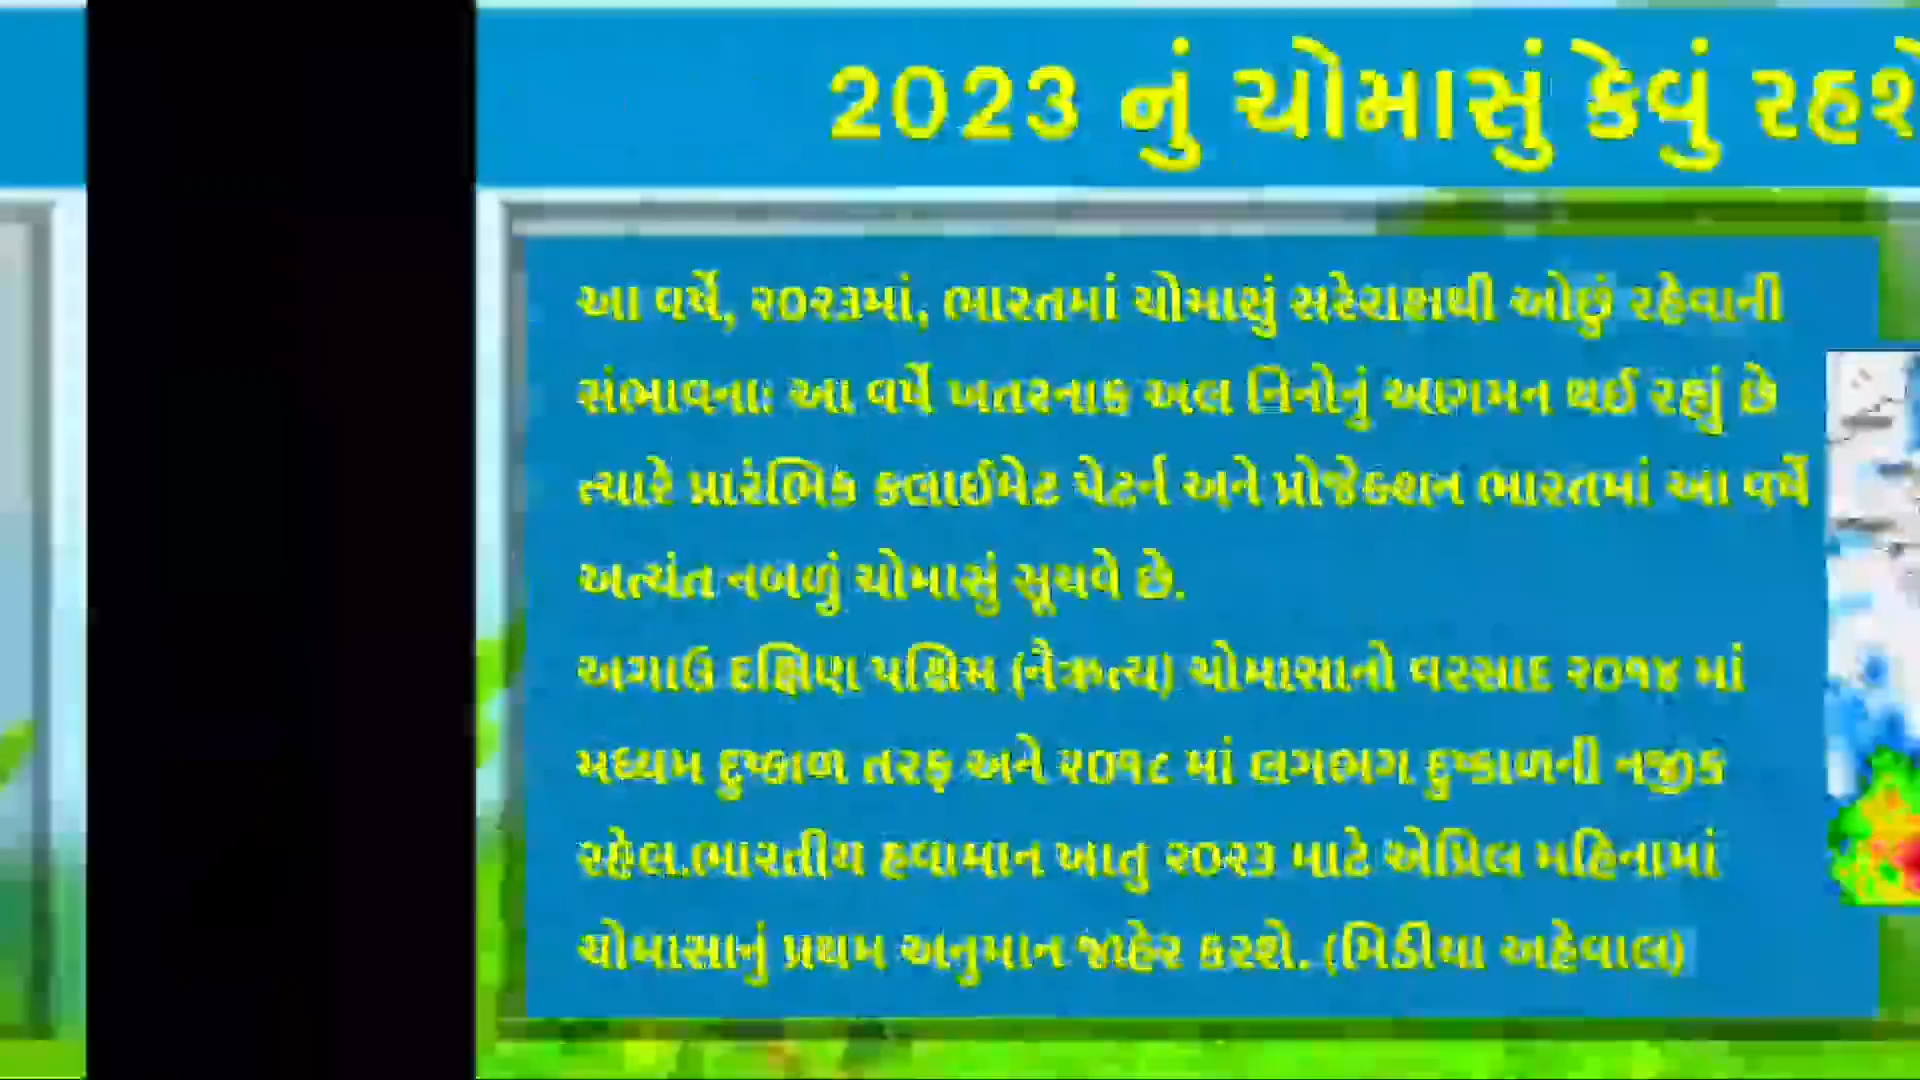 2023 નું ચોમાસું કેવું રહશે
આ વર્ષે, ૨૦૨૩માં, ભારતમાં ચોમાસું સરેરાશથી ઓછું રહેવાની
સંભાવનાઃ આ વર્ષે ખતરનાક અલ નિનોનું આગમન થઈ રહ્યું છે
ત્યારે પ્રારંભિક ક્લાઈમેટ પેટર્ન અને પ્રોજેક્શન ભારતમાં આ વર્ષે
અત્યંત નબળું ચોમાસું સૂચવે છે.
અગાઉ દક્ષિણ પશ્ચિમ (નૈઋત્ય) ચોમાસાનો વરસાદ ૨૦૧૪ માં
મધ્યમ દુષ્કાળ તરફ અને ૨૦૧૮ માં લગભગ દુષ્કાળની નજીક
રહેલ.ભારતીય હવામાન ખાતુ ૨૦૨૩ માટે એપ્રિલ મહિનામાં
ચોમાસાનું પ્રથમ અનુમાન જાહેર કરશે. (મિડીયા અહેવાલ)